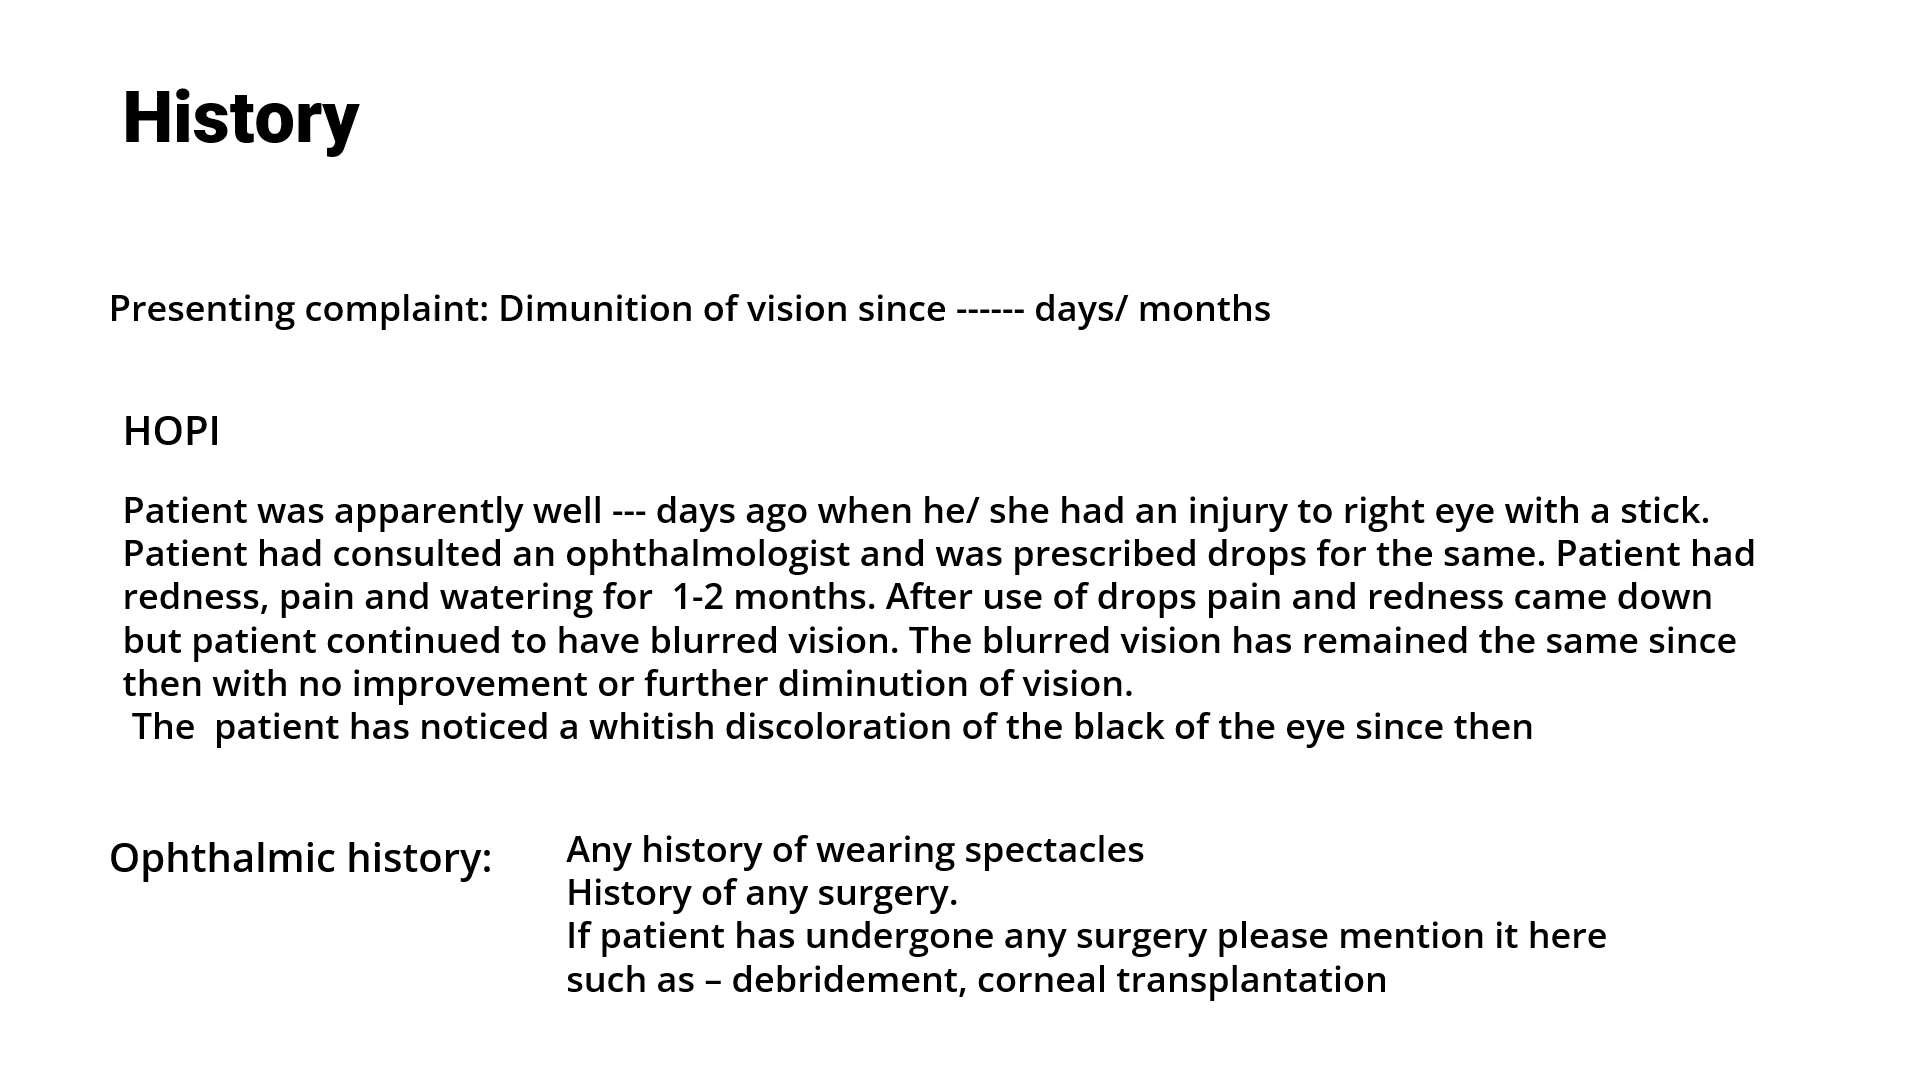 History
Presenting complaint: Dimunition of vision since ------ days/ months
HOPI
Patient was apparently well --- days ago when he/ she had an injury to right eye with a stick.
Patient had consulted an ophthalmologist and was prescribed drops for the same. Patient had
redness, pain and watering for  1-2 months. After use of drops pain and redness came down
but patient continued to have blurred vision. The blurred vision has remained the same since
then with no improvement or further diminution of vision.
The  patient has noticed a whitish discoloration of the black of the eye since then
Ophthalmic history:
Any history of wearing spectacles
History of any surgery.
If patient has undergone any surgery please mention it here
such as – debridement, corneal transplantation